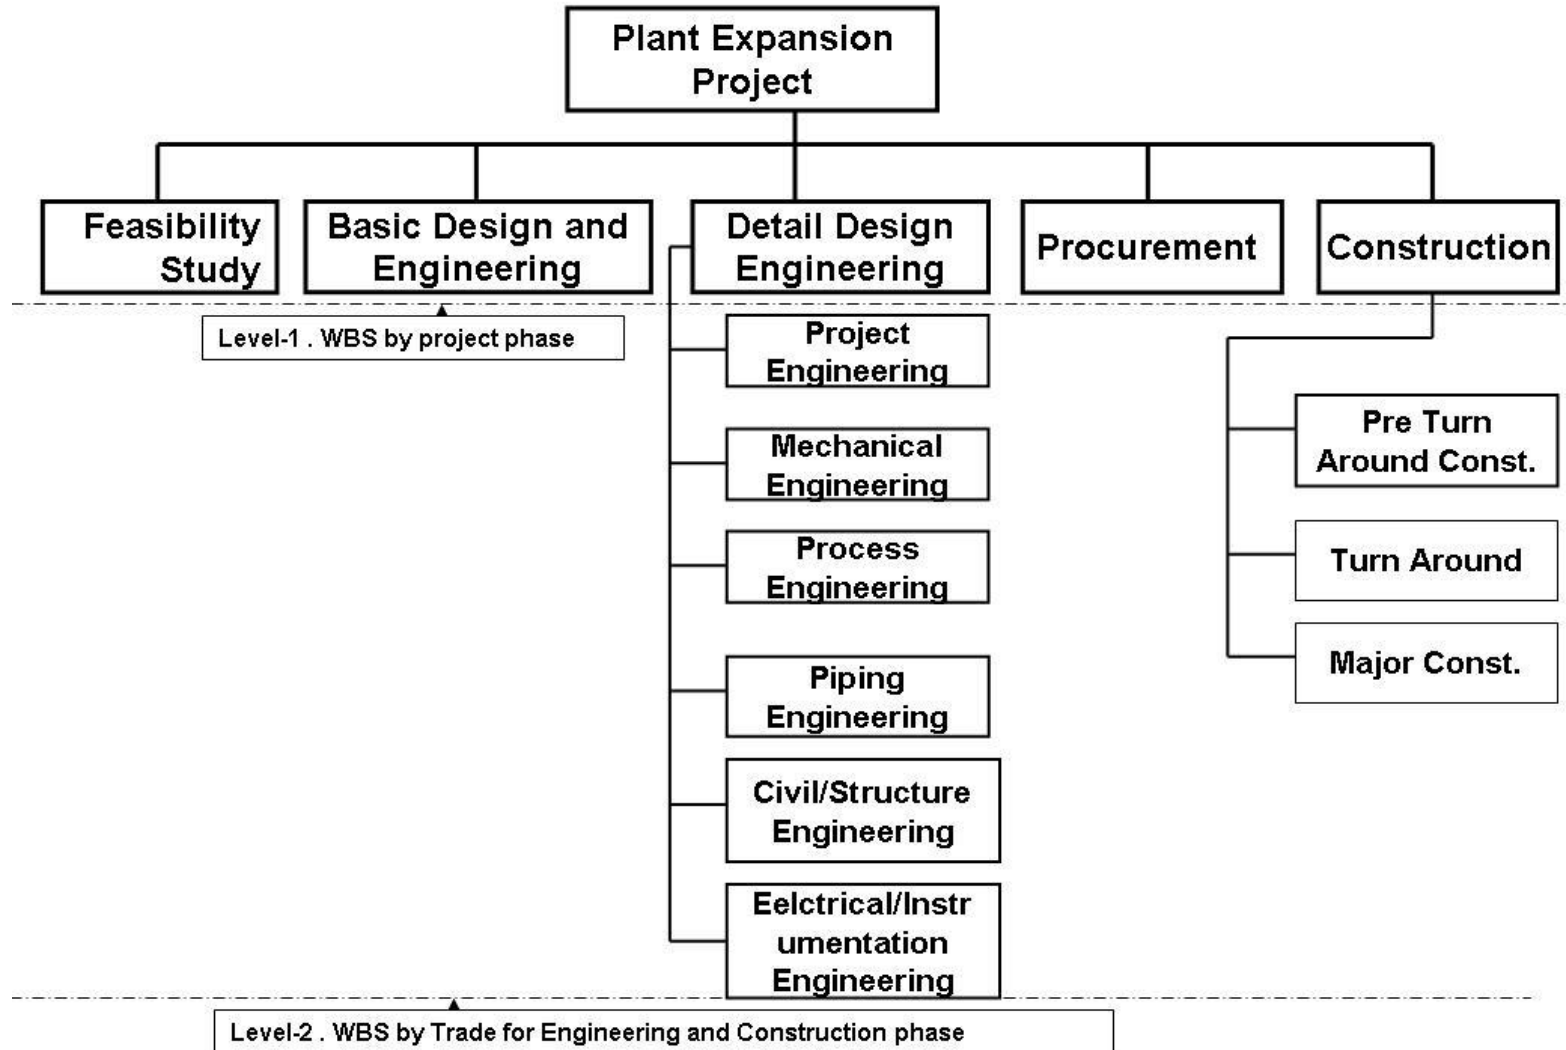 Plant Expansion
Project
Feasibility
Study
Basic Design and
Engineering
Detail Design
Engineering
Procurement
Construction
Level-1 . WBS by project phase
Project
Engineering
Mechanical
Engineering
Process
Engineering
Piping
Engineering
Civil/Structure
Engineering
Eelctrical/Instr
umentation
Engineering
Pre Turn
Around Const.
Turn Around
Major Const.
Level-2 . WBS by Trade for Engineering and Construction phase